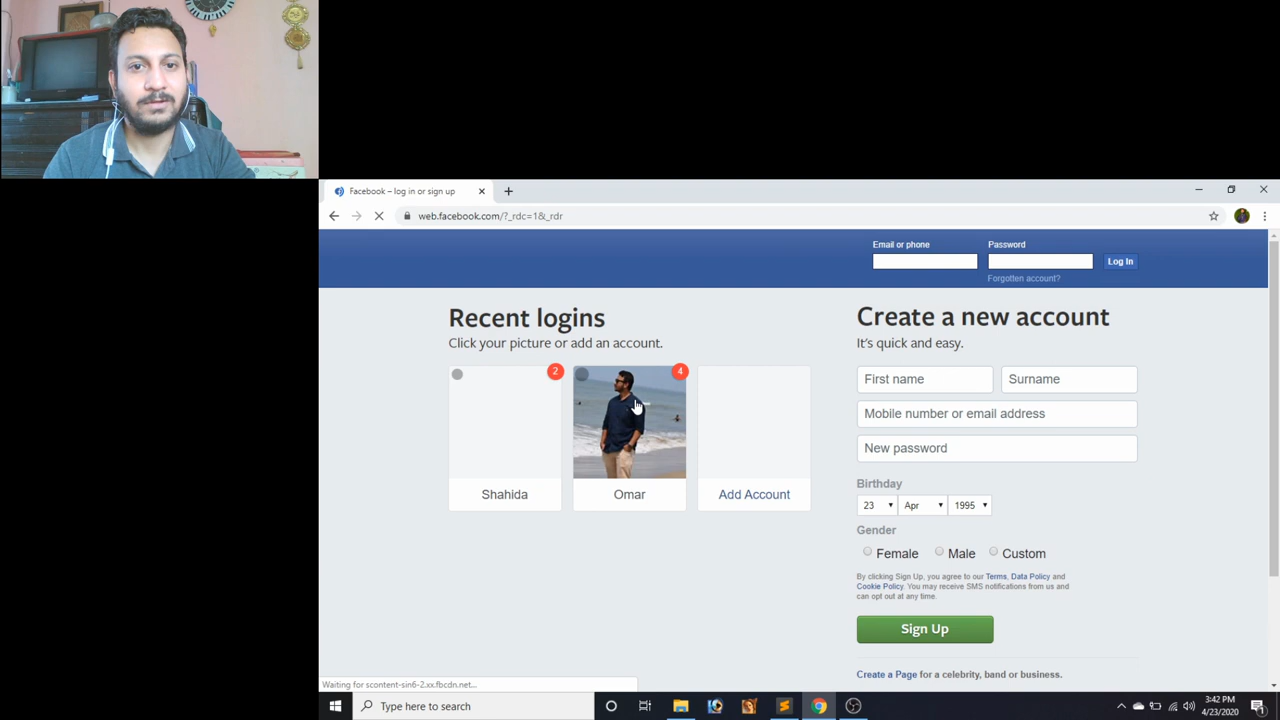 Facebook – log in or sign up
web.facebook.com/?_rdc=1&_rdr
Email or phone
Password
Log In
Forgotten account?
Recent logins
Click your picture or add an account.
2
4
Shahida
Omar
Add Account
Create a new account
It's quick and easy.
First name
Surname
Mobile number or email address
New password
Birthday
23
Apr
1995
Gender
Female
Male
Custom
By clicking Sign Up, you agree to our Terms, Data Policy and
Cookie Policy. You may receive SMS notifications from us and
can opt out at any time.
Sign Up
Create a Page for a celebrity, band or business.
Waiting for scontent-sin6-2.xx.fbcdn.net...
Type here to search
3:42 PM
4/23/2020
1